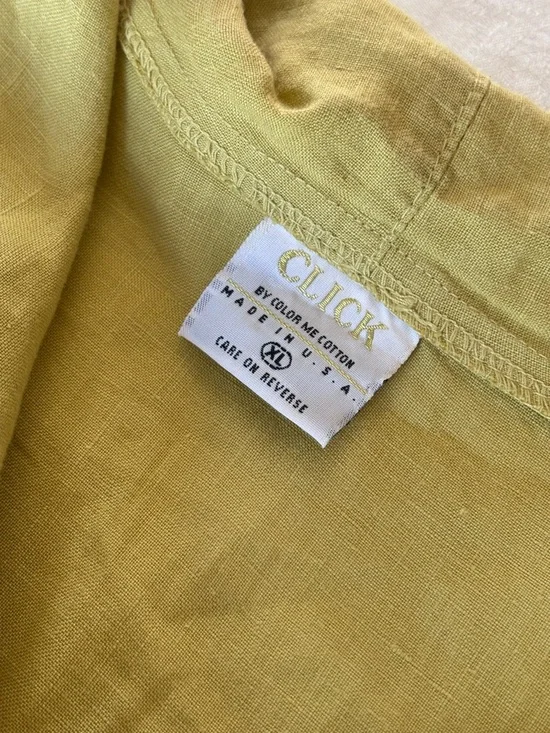 CLICK
BY COLOR ME COTTON
MADE IN U.S.A.
XL
CARE ON REVERSE